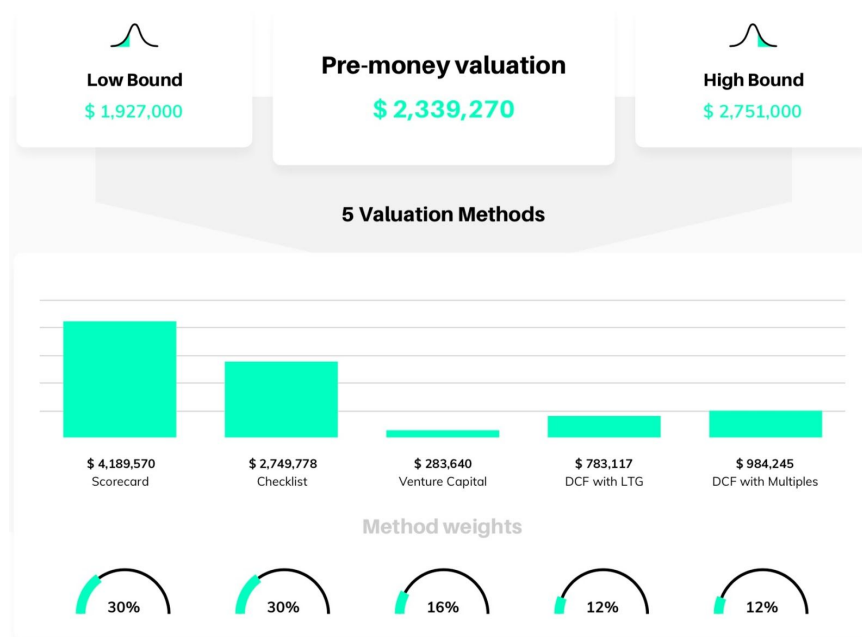 Low Bound
$ 1,927,000
Pre-money valuation
$ 2,339,270
High Bound
$ 2,751,000
5 Valuation Methods
$ 4,189,570
Scorecard
$ 2,749,778
Checklist
$ 283,640
Venture Capital
$ 783,117
DCF with LTG
$ 984,245
DCF with Multiples
Method weights
30%
30%
16%
12%
12%